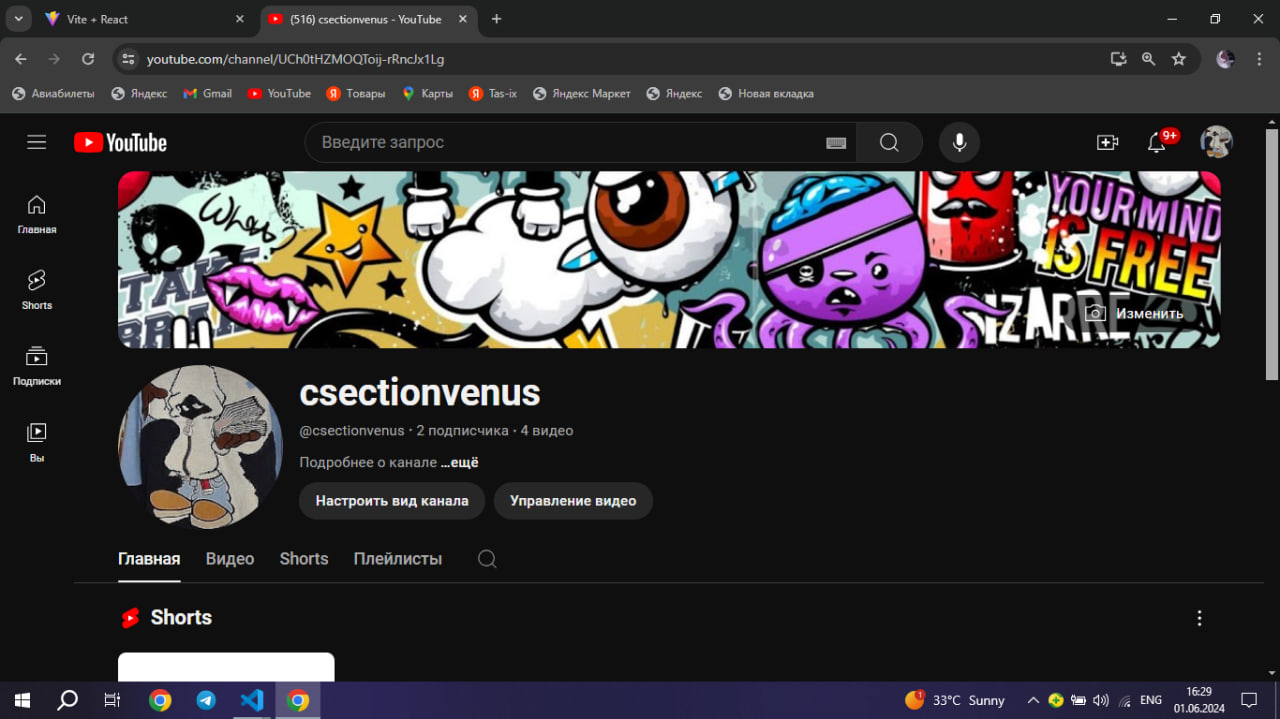 Vite + React
(516) csectionvenus - YouTube
youtube.com/channel/UCh0tHZMOQToij-rRncJx1Lg
Авиабилеты
Яндекс
Gmail
YouTube
Товары
Карты
Tas-ix
Яндекс Маркет
Яндекс
Новая вкладка
YouTube
Введите запрос
9+
Главная
Shorts
Подписки
Вы
YOUR MIND
IS FREE
Изменить
csectionvenus
@csectionvenus · 2 подписчика · 4 видео
Подробнее о канале ...ещё
Настроить вид канала
Управление видео
Главная
Видео
Shorts
Плейлисты
Shorts
1
33°C Sunny
ENG
16:29
01.06.2024